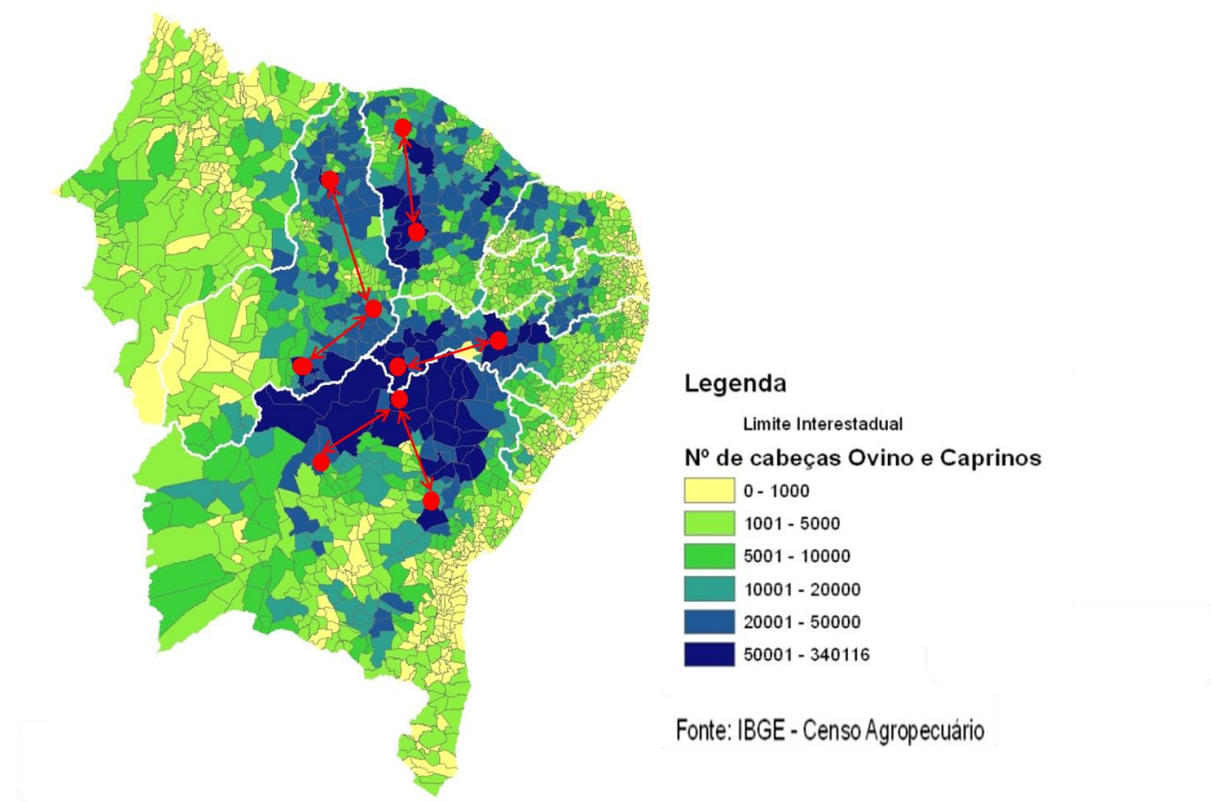 Legenda
Limite Interestadual
Nº de cabeças Ovino e Caprinos
0 - 1000
1001 - 5000
5001 - 10000
10001 - 20000
20001 - 50000
50001 - 340116
Fonte: IBGE - Censo Agropecuário